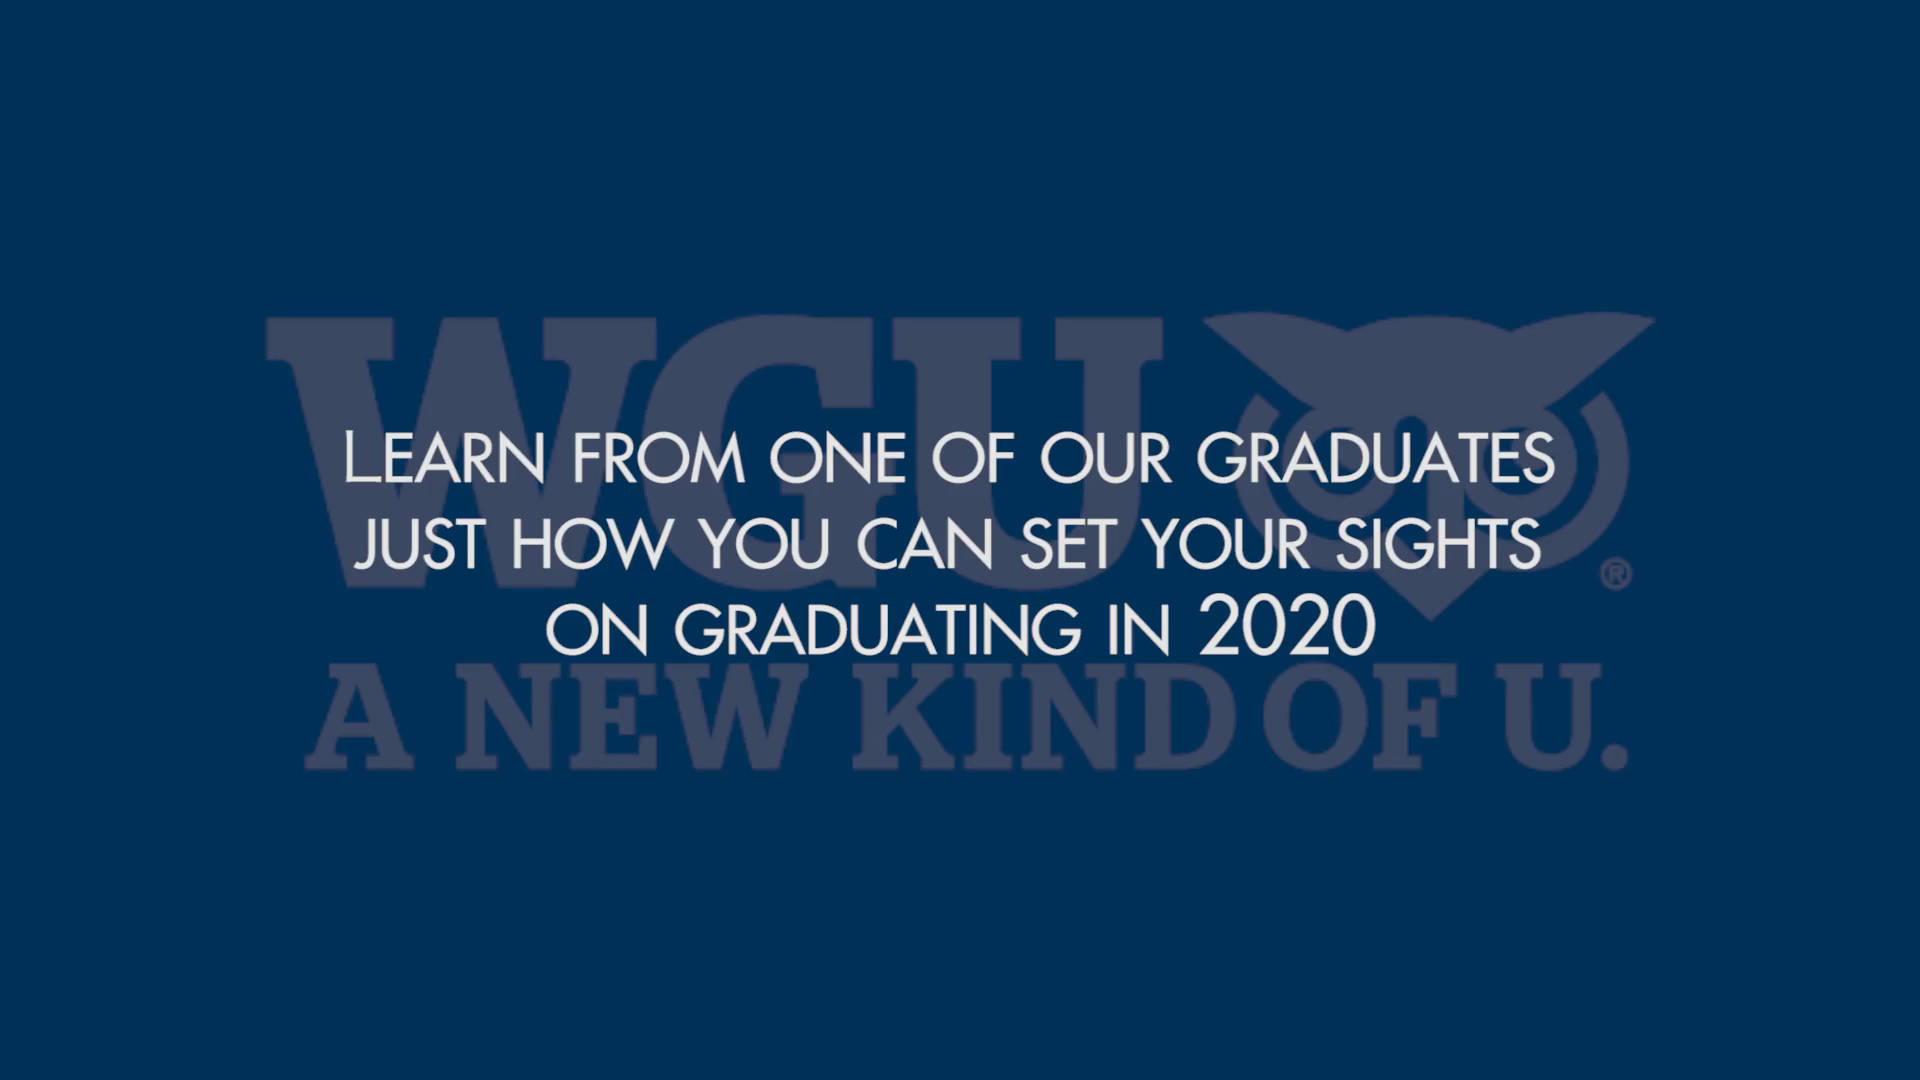 WGU
LEARN FROM ONE OF OUR GRADUATES
JUST HOW YOU CAN SET YOUR SIGHTS
ON GRADUATING IN 2020
®
A NEW KIND OF U.